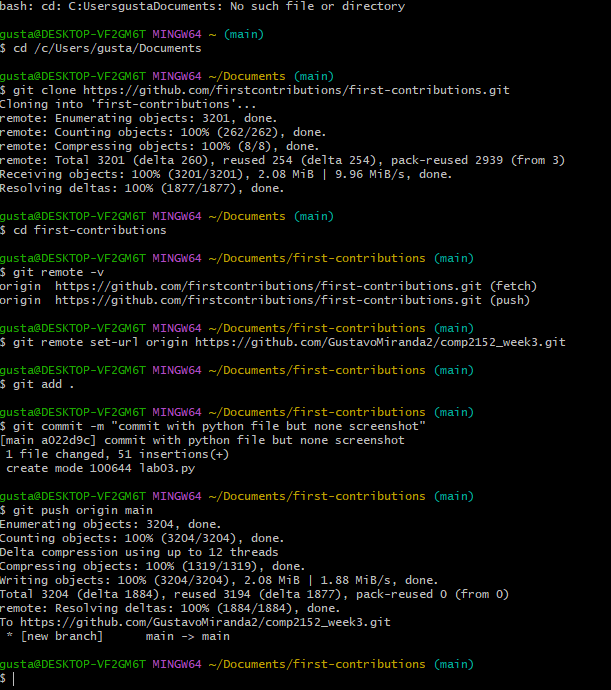 bash: cd: C:UsersgustaDocuments: No such file or directory
gusta@DESKTOP-VF2GM6T MINGW64 ~ (main)
$ cd /c/Users/gusta/Documents
gusta@DESKTOP-VF2GM6T MINGW64 ~/Documents (main)
$ git clone https://github.com/firstcontributions/first-contributions.git
Cloning into 'first-contributions'...
remote: Enumerating objects: 3201, done.
remote: Counting objects: 100% (262/262), done.
remote: Compressing objects: 100% (8/8), done.
remote: Total 3201 (delta 260), reused 254 (delta 254), pack-reused 2939 (from 3)
Receiving objects: 100% (3201/3201), 2.08 MiB | 9.96 MiB/s, done.
Resolving deltas: 100% (1877/1877), done.
gusta@DESKTOP-VF2GM6T MINGW64 ~/Documents (main)
$ cd first-contributions
gusta@DESKTOP-VF2GM6T MINGW64 ~/Documents/first-contributions (main)
$ git remote -v
origin  https://github.com/firstcontributions/first-contributions.git (fetch)
origin  https://github.com/firstcontributions/first-contributions.git (push)
gusta@DESKTOP-VF2GM6T MINGW64 ~/Documents/first-contributions (main)
$ git remote set-url origin https://github.com/GustavoMiranda2/comp2152_week3.git
gusta@DESKTOP-VF2GM6T MINGW64 ~/Documents/first-contributions (main)
$ git add .
gusta@DESKTOP-VF2GM6T MINGW64 ~/Documents/first-contributions (main)
$ git commit -m "commit with python file but none screenshot"
[main a022d9c] commit with python file but none screenshot
 1 file changed, 51 insertions(+)
 create mode 100644 lab03.py
gusta@DESKTOP-VF2GM6T MINGW64 ~/Documents/first-contributions (main)
$ git push origin main
Enumerating objects: 3204, done.
Counting objects: 100% (3204/3204), done.
Delta compression using up to 12 threads
Compressing objects: 100% (1319/1319), done.
Writing objects: 100% (3204/3204), 2.08 MiB | 1.88 MiB/s, done.
Total 3204 (delta 1884), reused 3194 (delta 1877), pack-reused 0 (from 0)
remote: Resolving deltas: 100% (1884/1884), done.
To https://github.com/GustavoMiranda2/comp2152_week3.git
 * [new branch]      main -> main
gusta@DESKTOP-VF2GM6T MINGW64 ~/Documents/first-contributions (main)
$